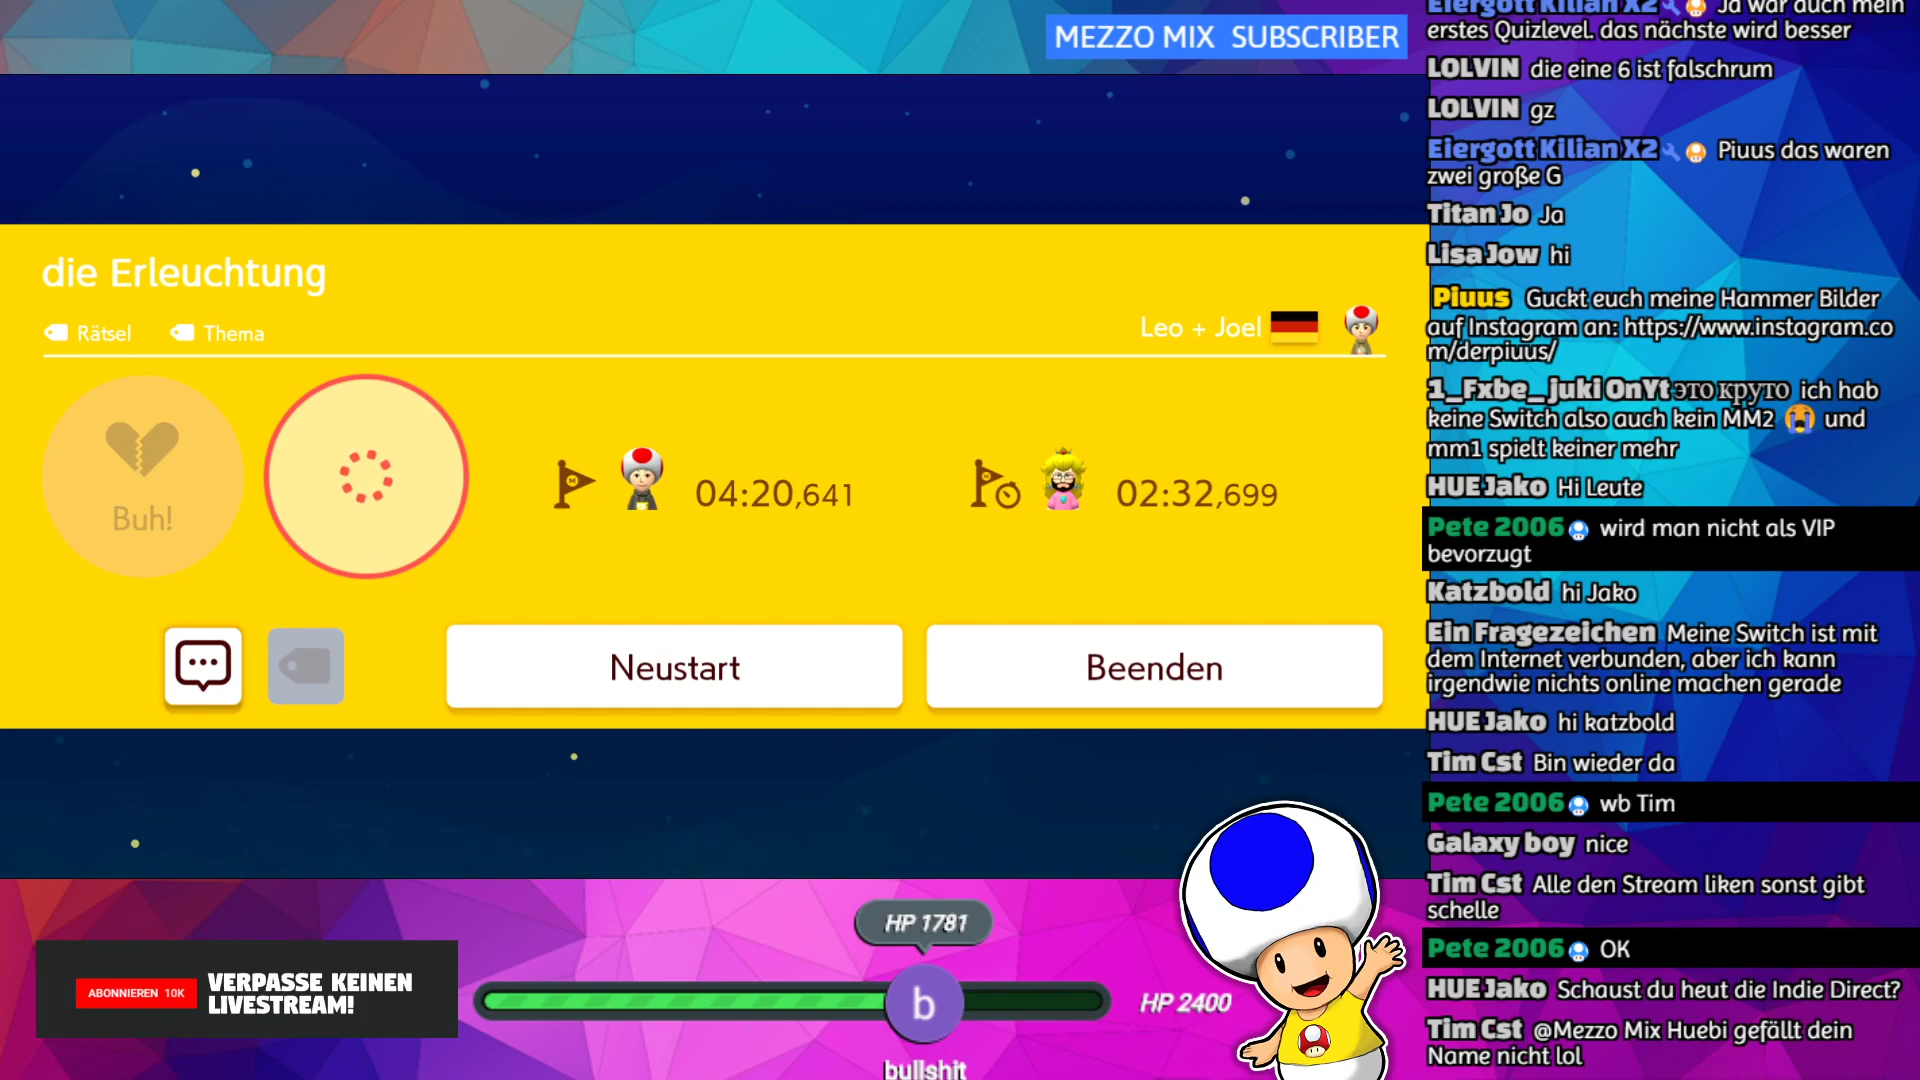 MEZZO MIX SUBSCRIBER
die Erleuchtung
Rätsel Thema
Leo + Joel
Buh!
04:20,641
02:32,699
Neustart
Beenden
HP 1781
HP 2400
b
bullshit
ABONNIEREN 10K
VERPASSE KEINEN
LIVESTREAM!
Eiergott Kilian X2 Ja war auch mein
erstes Quizlevel. das nächste wird besser
LOLVIN die eine 6 ist falschrum
LOLVIN gz
Eiergott Kilian X2 Piuus das waren
zwei große G
Titan Jo Ja
Lisa Jow hi
Piuus Guckt euch meine Hammer Bilder
auf Instagram an: https://www.instagram.co
m/derpiuus/
1_Fxbe_juki OnYt это круто ich hab
keine Switch also auch kein MM2 😭 und
mm1 spielt keiner mehr
HUE Jako Hi Leute
Pete 2006 wird man nicht als VIP
bevorzugt
Katzbold hi Jako
Ein Fragezeichen Meine Switch ist mit
dem Internet verbunden, aber ich kann
irgendwie nichts online machen gerade
HUE Jako hi katzbold
Tim Cst Bin wieder da
Pete 2006 wb Tim
Galaxy boy nice
Tim Cst Alle den Stream liken sonst gibt
schelle
Pete 2006 OK
HUE Jako Schaust du heut die Indie Direct?
Tim Cst @Mezzo Mix Huebi gefällt dein
Name nicht lol